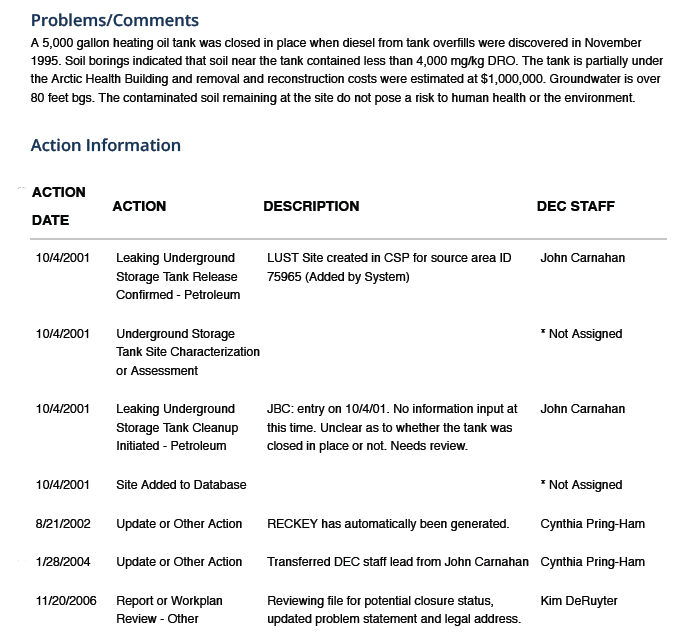 Problems/Comments
A 5,000 gallon heating oil tank was closed in place when diesel from tank overfills were discovered in November
1995. Soil borings indicated that soil near the tank contained less than 4,000 mg/kg DRO. The tank is partially under
the Arctic Health Building and removal and reconstruction costs were estimated at $1,000,000. Groundwater is over
80 feet bgs. The contaminated soil remaining at the site do not pose a risk to human health or the environment.
Action Information
ACTION
DATE
ACTION
DESCRIPTION
DEC STAFF
10/4/2001
Leaking Underground
Storage Tank Release
Confirmed - Petroleum
LUST Site created in CSP for source area ID
75965 (Added by System)
John Carnahan
10/4/2001
Underground Storage
Tank Site Characterization
or Assessment
* Not Assigned
10/4/2001
Leaking Underground
Storage Tank Cleanup
Initiated - Petroleum
JBC: entry on 10/4/01. No information input at
this time. Unclear as to whether the tank was
closed in place or not. Needs review.
John Carnahan
10/4/2001
Site Added to Database
* Not Assigned
8/21/2002
Update or Other Action
RECKEY has automatically been generated.
Cynthia Pring-Ham
1/28/2004
Update or Other Action
Transferred DEC staff lead from John Carnahan
Cynthia Pring-Ham
11/20/2006
Report or Workplan
Review - Other
Reviewing file for potential closure status,
updated problem statement and legal address.
Kim DeRuyter